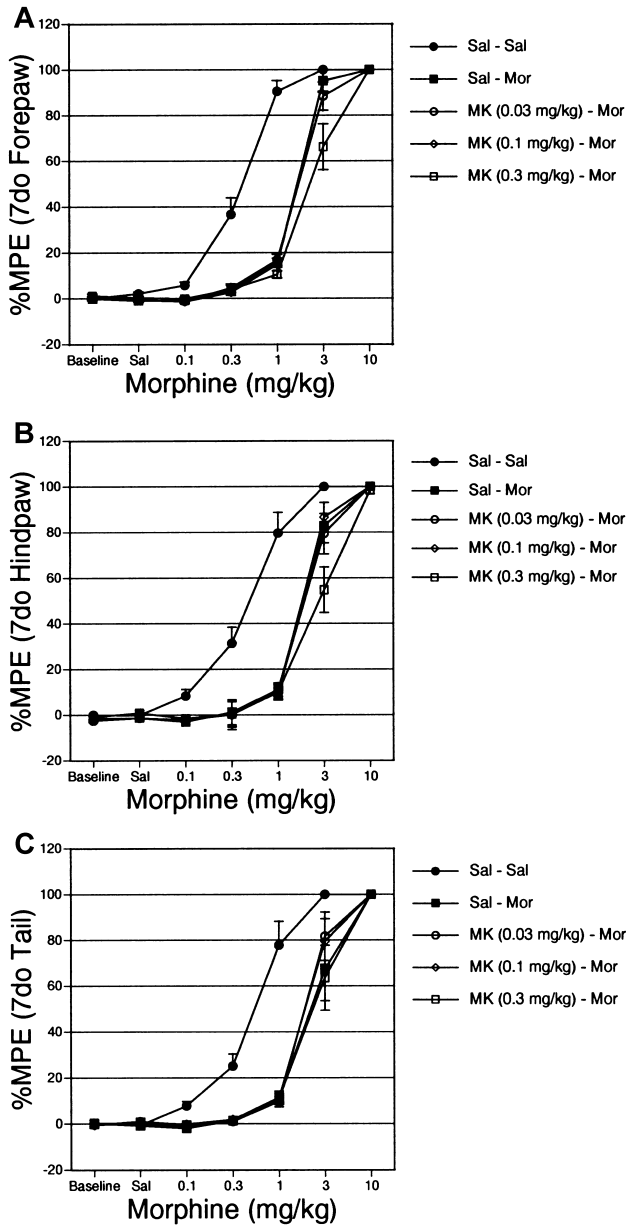 A
120
100
80
60
40
20
0
-20
%MPE (7do Forepaw)
Baseline Sal 0.1 0.3 1 3 10
Morphine (mg/kg)
Sal - Sal
Sal - Mor
MK (0.03 mg/kg) - Mor
MK (0.1 mg/kg) - Mor
MK (0.3 mg/kg) - Mor
B
120
100
80
60
40
20
0
-20
%MPE (7do Hindpaw)
Baseline Sal 0.1 0.3 1 3 10
Morphine (mg/kg)
Sal - Sal
Sal - Mor
MK (0.03 mg/kg) - Mor
MK (0.1 mg/kg) - Mor
MK (0.3 mg/kg) - Mor
C
120
100
80
60
40
20
0
-20
%MPE (7do Tail)
Baseline Sal 0.1 0.3 1 3 10
Morphine (mg/kg)
Sal - Sal
Sal - Mor
MK (0.03 mg/kg) - Mor
MK (0.1 mg/kg) - Mor
MK (0.3 mg/kg) - Mor